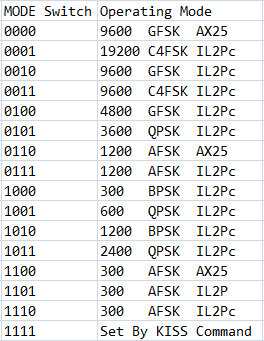 MODE Switch Operating Mode
0000 9600 GFSK AX25
0001 19200 C4FSK IL2Pc
0010 9600 GFSK IL2Pc
0011 9600 C4FSK IL2Pc
0100 4800 GFSK IL2Pc
0101 3600 QPSK IL2Pc
0110 1200 AFSK AX25
0111 1200 AFSK IL2Pc
1000 300 BPSK IL2Pc
1001 600 QPSK IL2Pc
1010 1200 BPSK IL2Pc
1011 2400 QPSK IL2Pc
1100 300 AFSK AX25
1101 300 AFSK IL2P
1110 300 AFSK IL2Pc
1111 Set By KISS Command